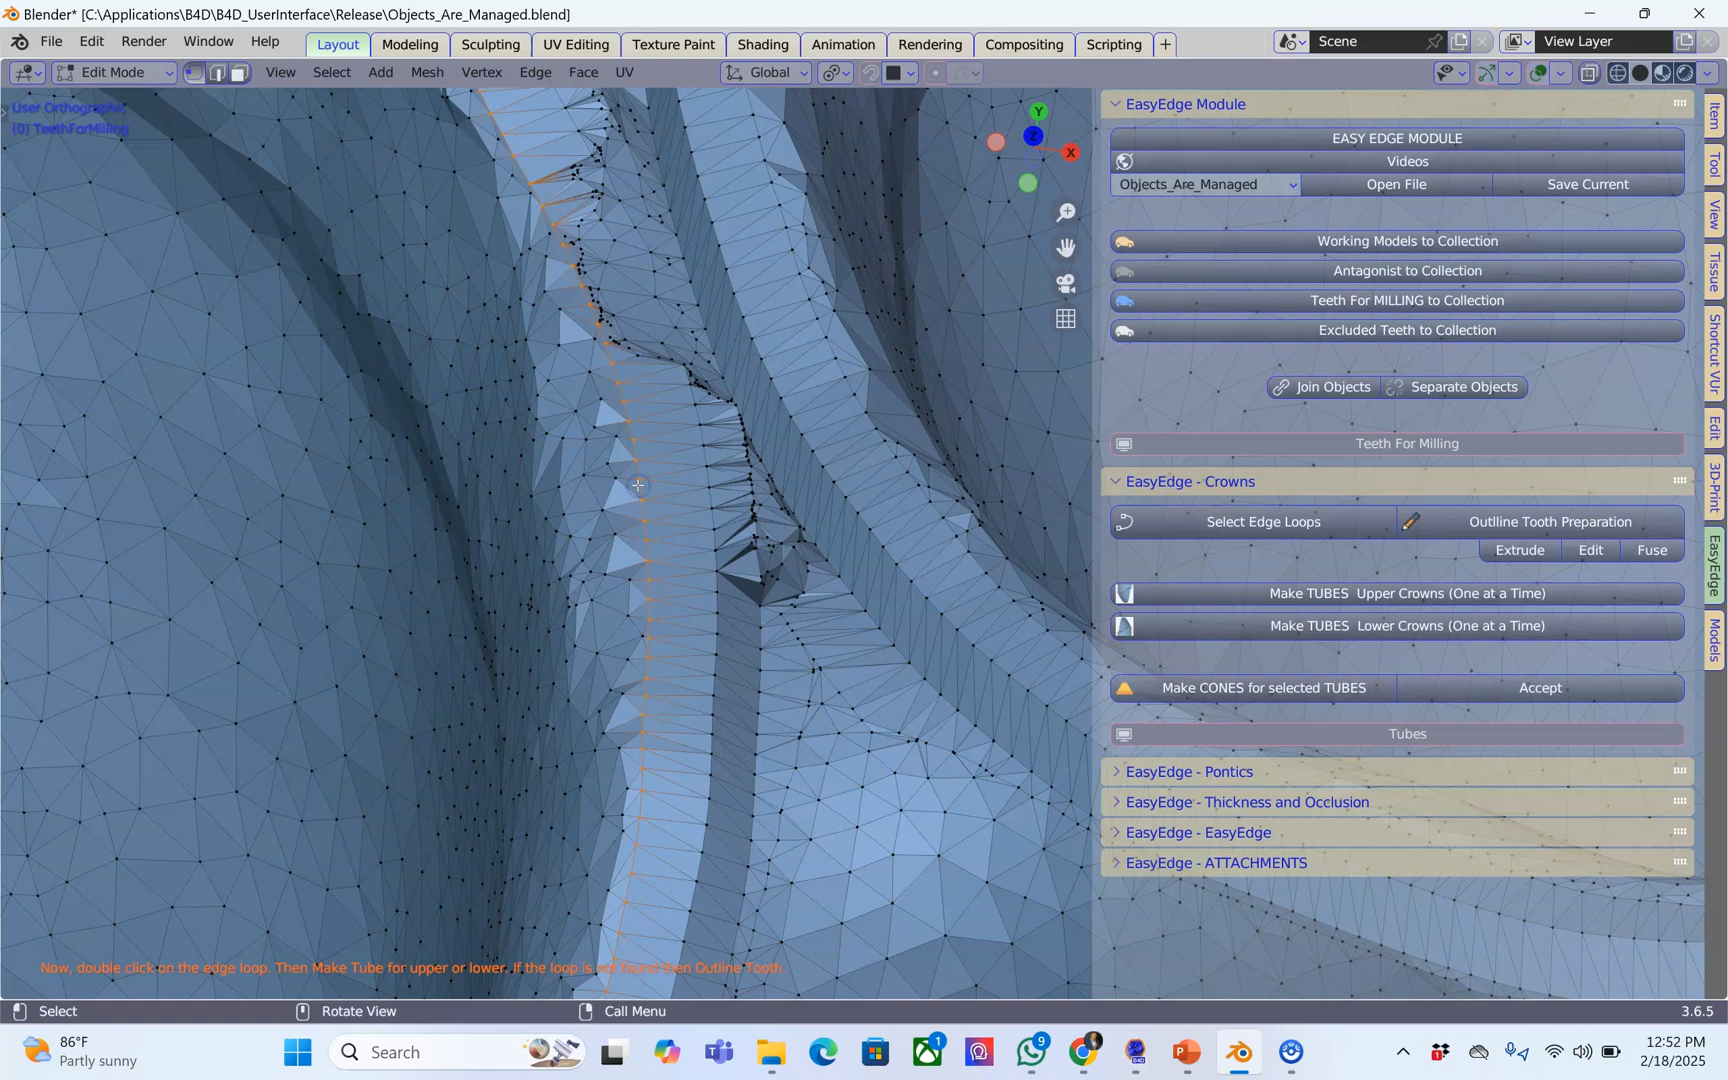 Blender* [C:\Applications\B4D\B4D_UserInterface\Release\Objects_Are_Managed.blend]
File Edit Render Window Help Layout Modeling Sculpting UV Editing Texture Paint Shading Animation Rendering Compositing Scripting + Scene View Layer
Edit Mode View Select Add Mesh Vertex Edge Face UV Global
User Orthographic
(0) TeethForMilling
Y
Z
X
EasyEdge Module
EASY EDGE MODULE
Videos
Objects_Are_Managed Open File Save Current
Working Models to Collection
Antagonist to Collection
Teeth For MILLING to Collection
Excluded Teeth to Collection
Join Objects Separate Objects
Teeth For Milling
EasyEdge - Crowns
Select Edge Loops Outlline Tooth Preparation
Extrude Edit Fuse
Make TUBES Upper Crowns (One at a Time)
Make TUBES Lower Crowns (One at a Time)
Make CONES for selected TUBES Accept
Tubes
EasyEdge - Pontics
EasyEdge - Thickness and Occlusion
EasyEdge - EasyEdge
EasyEdge - ATTACHMENTS
Item
Tool
View
Tissue
Shortcut VUr
Edit
3D-Print
EasyEdge
Models
Now, double click on the edge loop. Then Make Tube for upper or lower. If the loop is not found then Outline Tooth.
Select Rotate View Call Menu 3.6.5
86°F
Partly sunny
Search
1
9
1
12:52 PM
2/18/2025